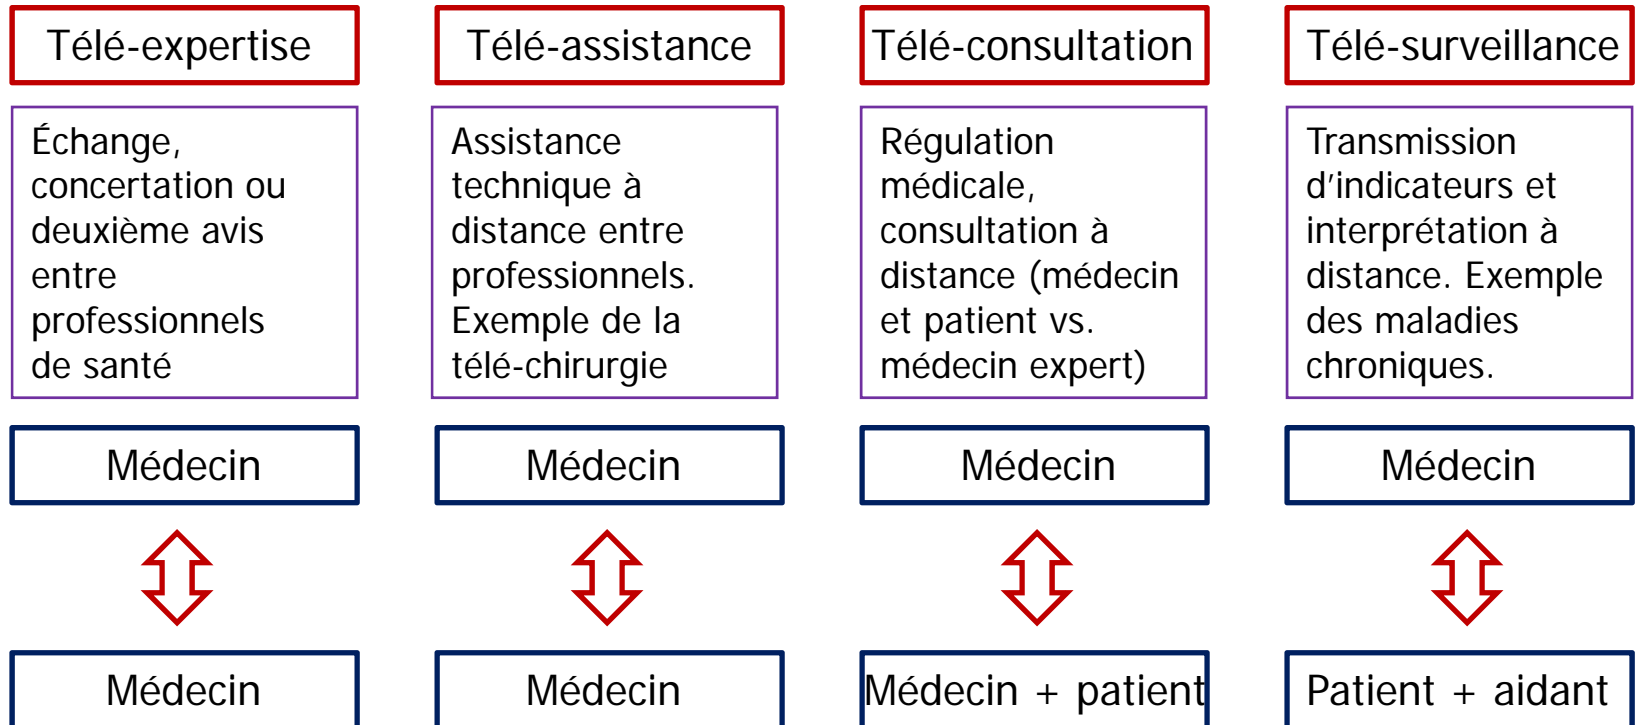 Télé-expertise
Télé-assistance
Télé-consultation
Télé-surveillance
Échange,
concertation ou
deuxième avis
entre
professionnels
de santé
Assistance
technique à
distance entre
professionnels.
Exemple de la
télé-chirurgie
Régulation
médicale,
consultation à
distance (médecin
et patient vs.
médecin expert)
Transmission
d’indicateurs et
interprétation à
distance. Exemple
des maladies
chroniques.
Médecin
Médecin
Médecin
Médecin
Médecin
Médecin
Médecin + patient
Patient + aidant